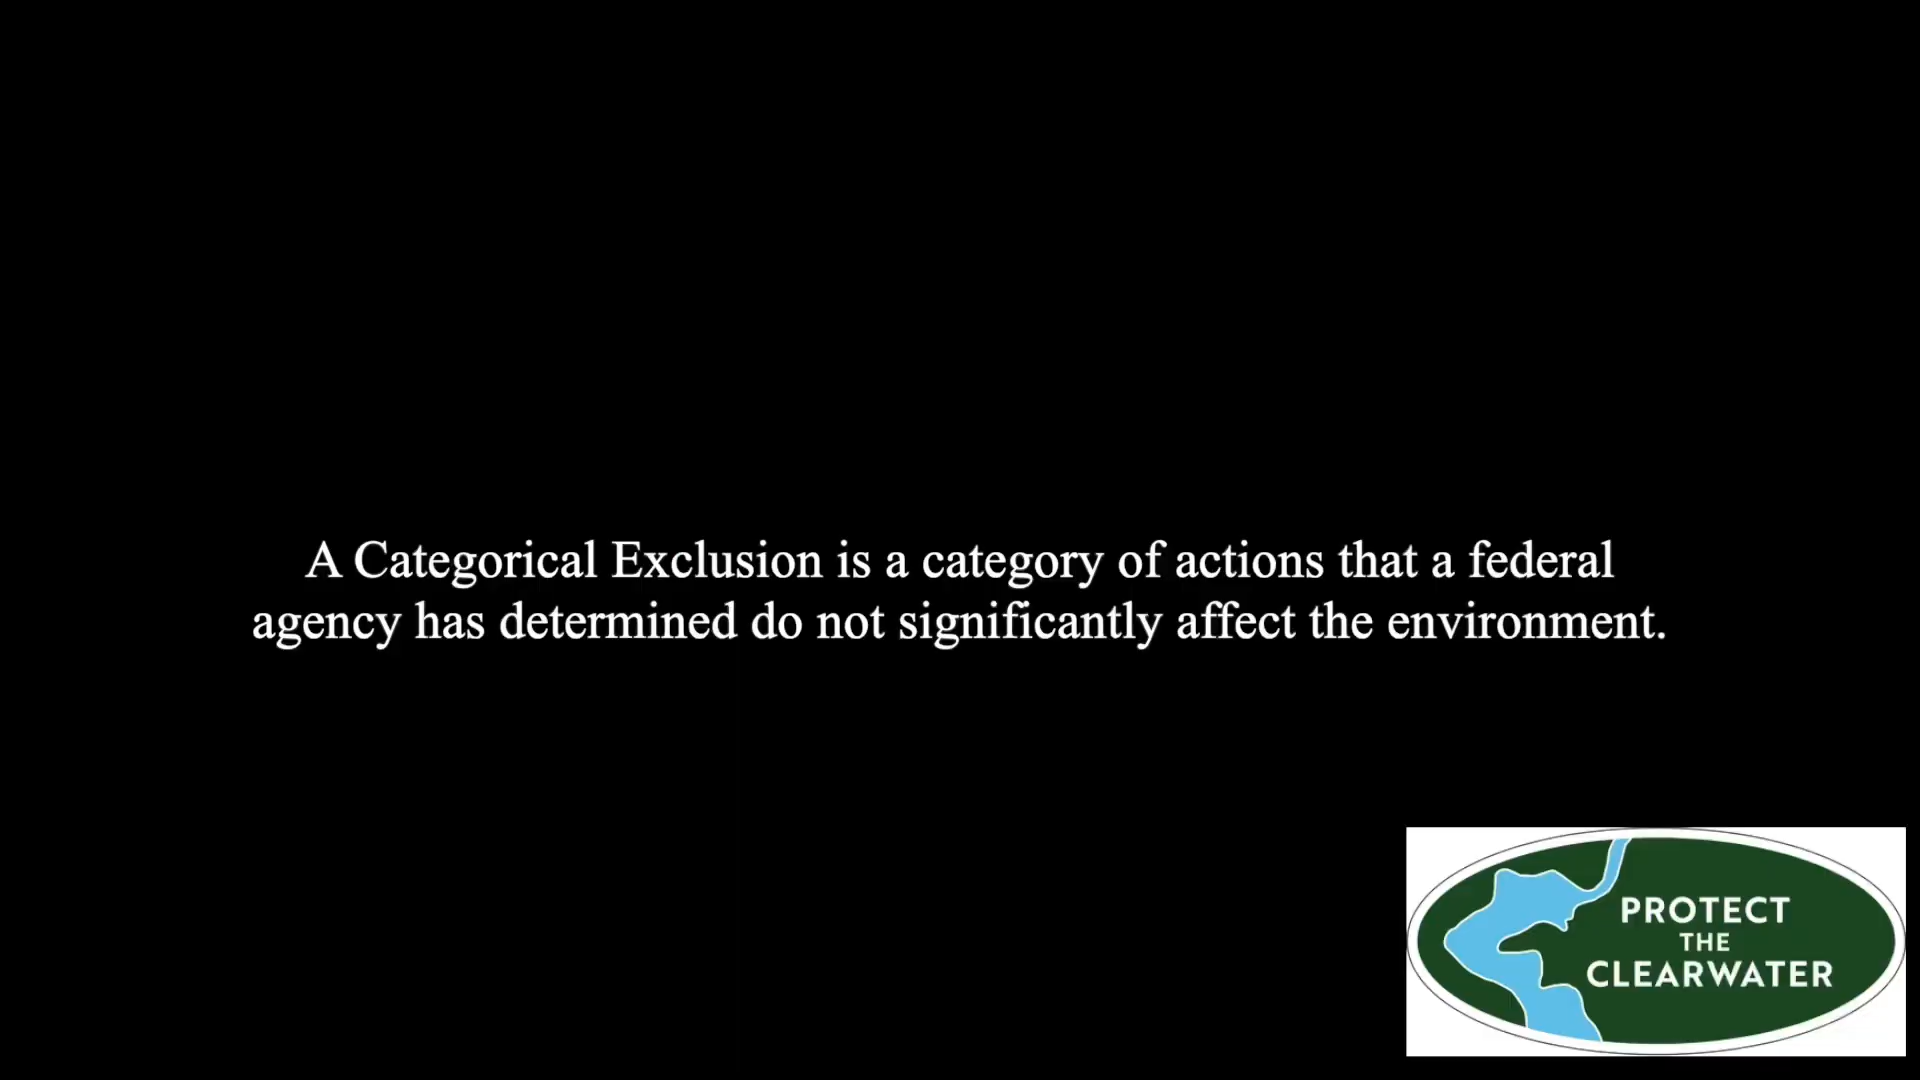 A Categorical Exclusion is a category of actions that a federal
agency has determined do not significantly affect the environment.
PROTECT
THE
CLEARWATER